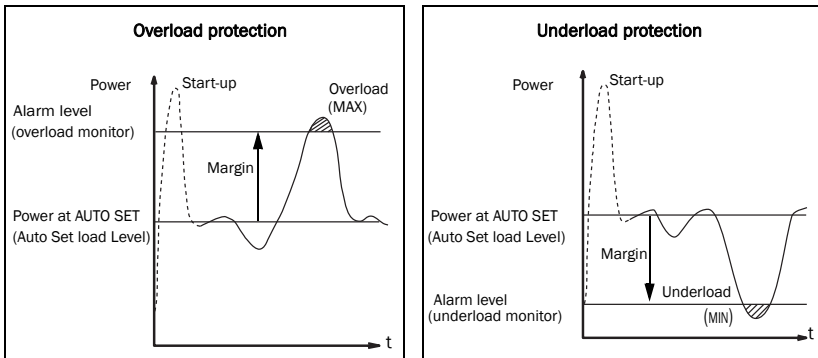 Overload protection
Power
Start-up
Overload
(MAX)
Alarm level
(overload monitor)
Margin
Power at AUTO SET
(Auto Set load Level)
t
Underload protection
Power
Start-up
Power at AUTO SET
(Auto Set load Level)
Margin
Alarm level
(underload monitor)
Underload
(MIN)
t